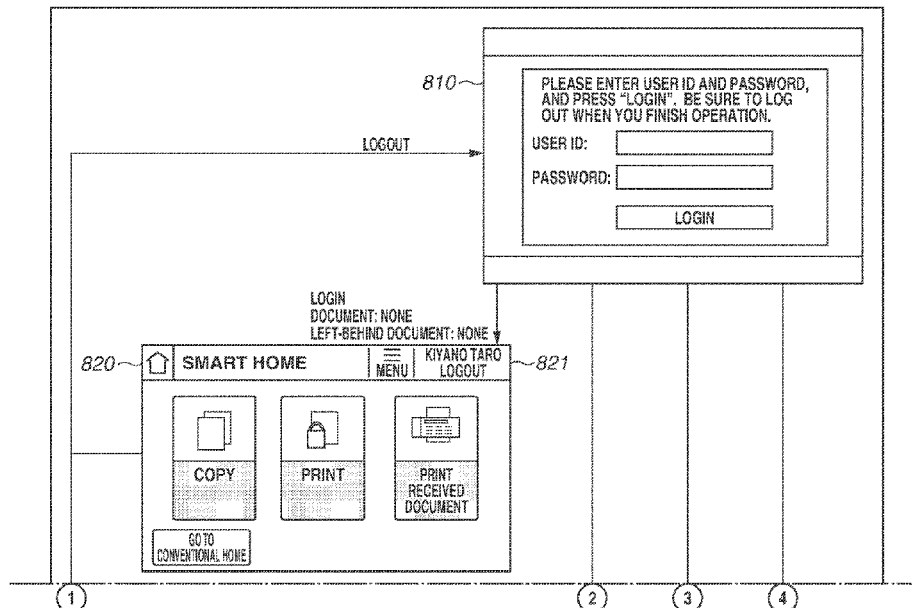 810
PLEASE ENTER USER ID AND PASSWORD,
AND PRESS "LOGIN". BE SURE TO LOG
OUT WHEN YOU FINISH OPERATION.
USER ID:
PASSWORD:
LOGIN
LOGOUT
LOGIN
DOCUMENT: NONE
LEFT-BEHIND DOCUMENT: NONE
820
SMART HOME
MENU
KIYANO TARO
LOGOUT
821
COPY
PRINT
PRINT
RECEIVED
DOCUMENT
GO TO
CONVENTIONAL HOME
1
2
3
4